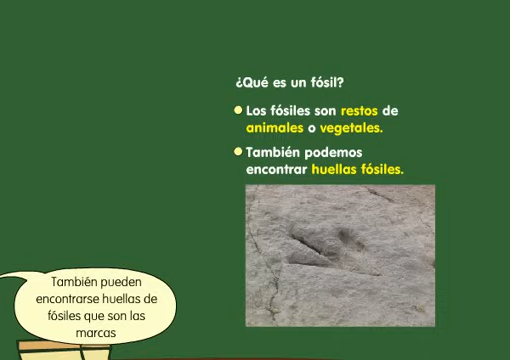 ¿Qué es un fósil?
Los fósiles son restos de
animales o vegetales.
También podemos
encontrar huellas fósiles.
También pueden
encontrarse huellas de
fósiles que son las
marcas